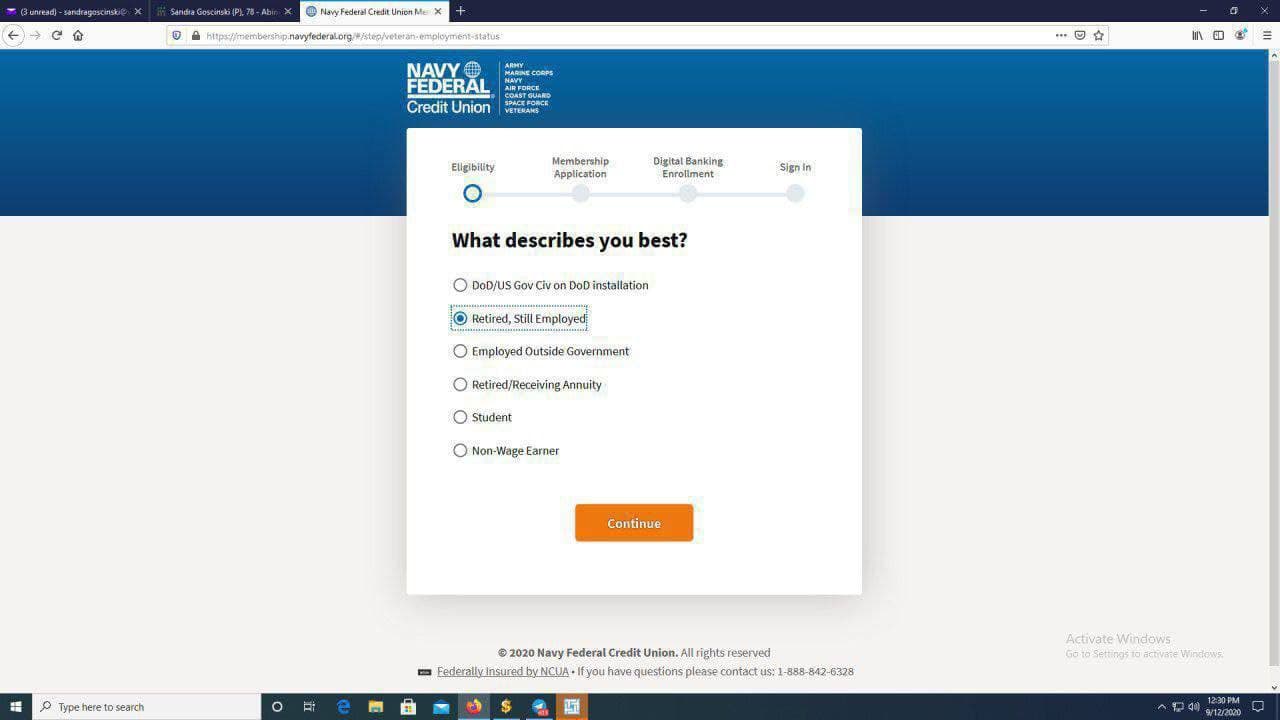 (3 unread) - sandragoscinski@
Sandra Goscinski (P), 78 - Abin
Navy Federal Credit Union Me
https://membership.navyfederal.org/#/step/veteran-employment-status
NAVY
FEDERAL
Credit Union
ARMY
MARINE CORPS
NAVY
AIR FORCE
COAST GUARD
SPACE FORCE
VETERANS
Eligibility
Membership
Application
Digital Banking
Enrollment
Sign In
What describes you best?
DoD/US Gov Civ on DoD installation
Retired, Still Employed
Employed Outside Government
Retired/Receiving Annuity
Student
Non-Wage Earner
Continue
Activate Windows
Go to Settings to activate Windows.
© 2020 Navy Federal Credit Union. All rights reserved
Federally Insured by NCUA • If you have questions please contact us: 1-888-842-6328
Type here to search
12:30 PM
9/12/2020